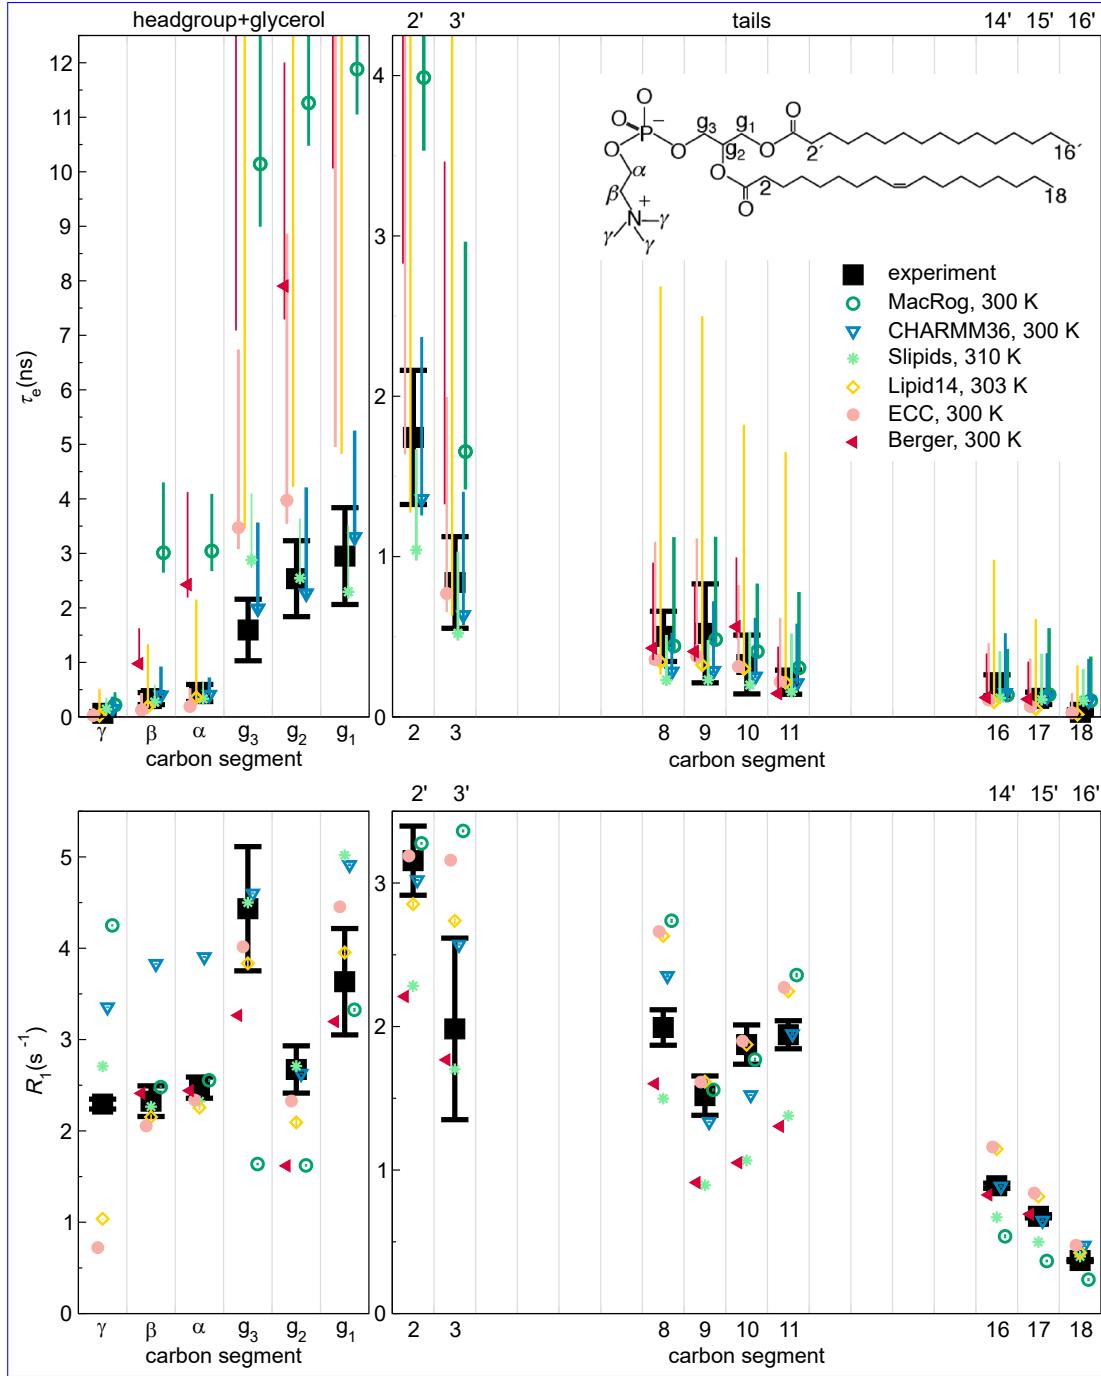 headgroup+glycerol
2' 3' tails 14' 15' 16'
12
11
10
9
8
7
6
5
4
3
2
1
0
τe(ns)
γ β α g3 g2 g1
carbon segment
4
3
2
1
0
2 3 8 9 10 11 16 17 18
carbon segment
O
O P −
O O
g3 g1
g2
O
O
2'
16'
O
O
2
18
α
β
N +
γ γ
γ
experiment
MacRog, 300 K
CHARMM36, 300 K
Slipids, 310 K
Lipid14, 303 K
ECC, 300 K
Berger, 300 K
2' 3' 14' 15' 16'
5
4
3
2
1
0
R1(s-1)
γ β α g3 g2 g1
carbon segment
3
2
1
0
2 3 8 9 10 11 16 17 18
carbon segment